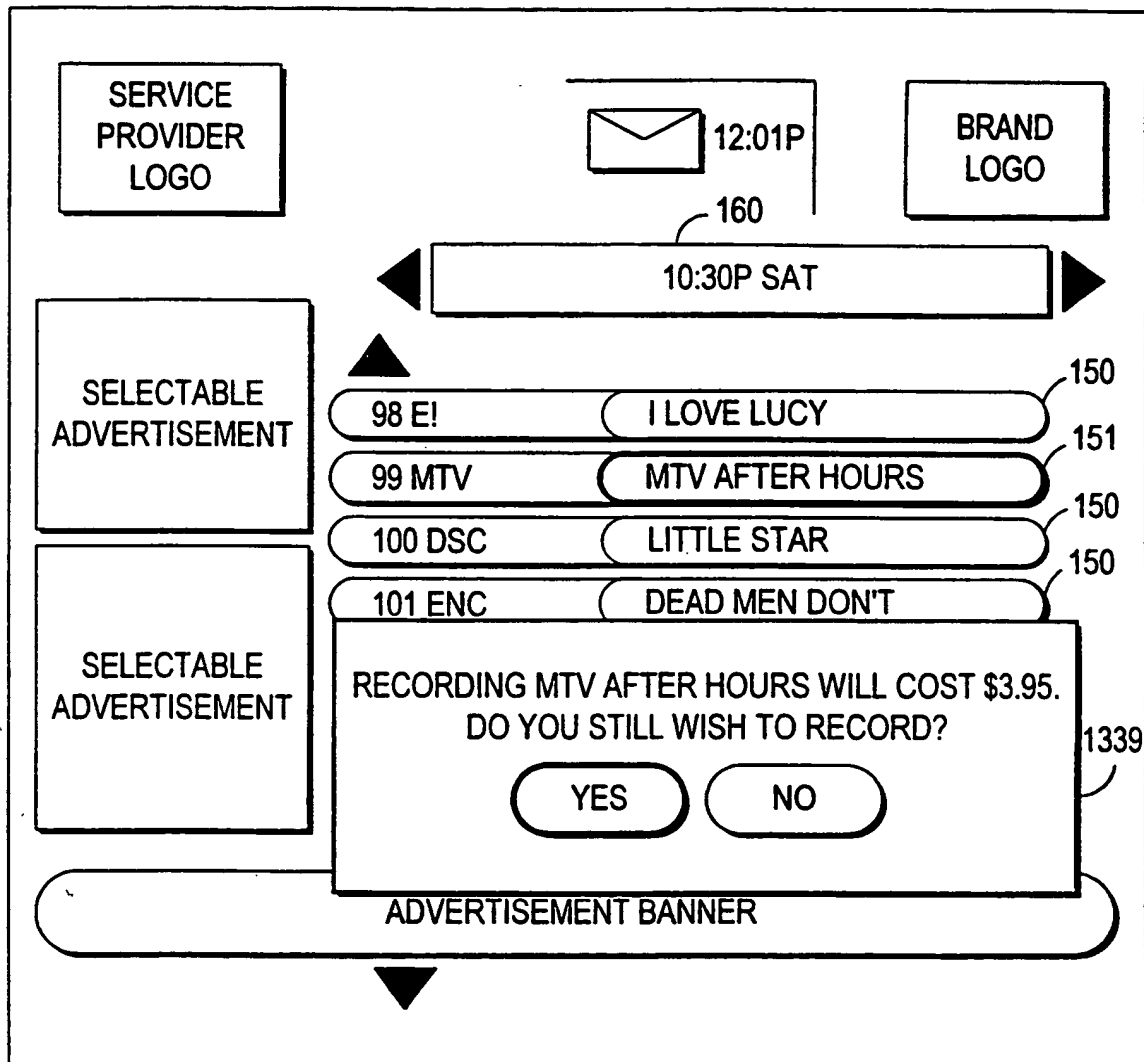 SERVICE
PROVIDER
LOGO
12:01P
BRAND
LOGO
160
10:30P SAT
SELECTABLE
ADVERTISEMENT
150
98 E! I LOVE LUCY
151
99 MTV MTV AFTER HOURS
150
100 DSC LITTLE STAR
150
101 ENC DEAD MEN DON'T
SELECTABLE
ADVERTISEMENT
RECORDING MTV AFTER HOURS WILL COST $3.95.
DO YOU STILL WISH TO RECORD?
1339
YES NO
ADVERTISEMENT BANNER